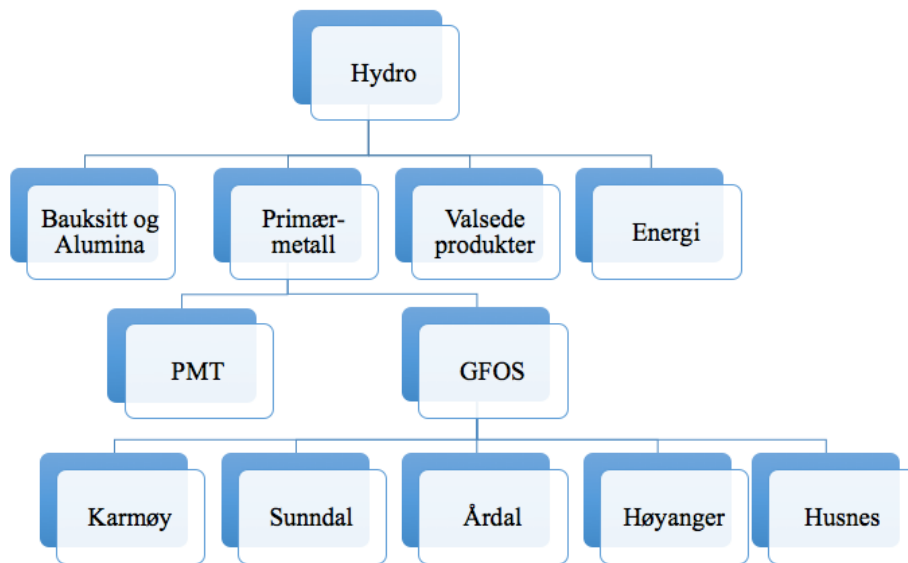 Hydro
Bauksitt og
Alumina
Primær-
metall
Valsede
produkter
Energi
PMT
GFOS
Karmøy
Sunndal
Årdal
Høyanger
Husnes